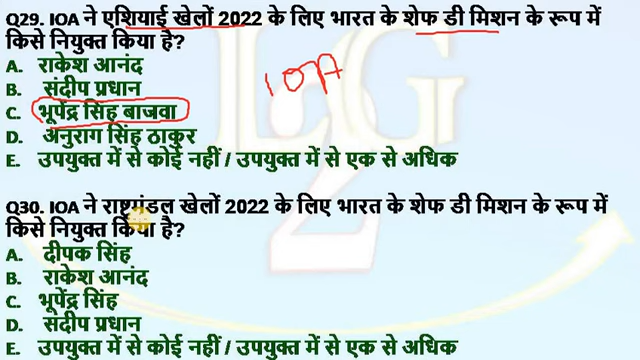 Q29. IOA ने एशियाई खेलों 2022 के लिए भारत के शेफ डी मिशन के रूप में
किसे नियुक्त किया है?
A. राकेश आनंद
B. संदीप प्रधान
C. भूपेंद्र सिंह बाजवा
D. अनुराग सिंह ठाकुर
E. उपयुक्त में से कोई नहीं / उपयुक्त में से एक से अधिक
IOA
Q30. IOA ने राष्ट्रमंडल खेलों 2022 के लिए भारत के शेफ डी मिशन के रूप में
किसे नियुक्त किया है?
A. दीपक सिंह
B. राकेश आनंद
C. भूपेंद्र सिंह
D. संदीप प्रधान
E. उपयुक्त में से कोई नहीं / उपयुक्त में से एक से अधिक